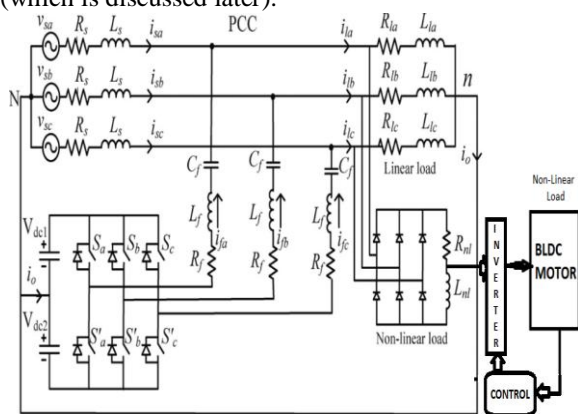 (which is discussed later).
PCC
v_sa R_s L_s i_sa i_la R_la L_la
N v_sb R_s L_s i_sb i_lb R_lb L_lb n
v_sc R_s L_s i_sc i_lc R_lc L_lc
C_f C_f C_f
Linear load
i_o
Non-Linear
Load
L_f i_fa L_f i_fb L_f i_fc
R_f R_f R_f
V_dc1 + -
S_a S_b S_c
i_o
V_dc2 + -
S'_a S'_b S'_c
R_nl
L_nl
Non-linear load
INVERTER
BLDC
MOTOR
CONTROL